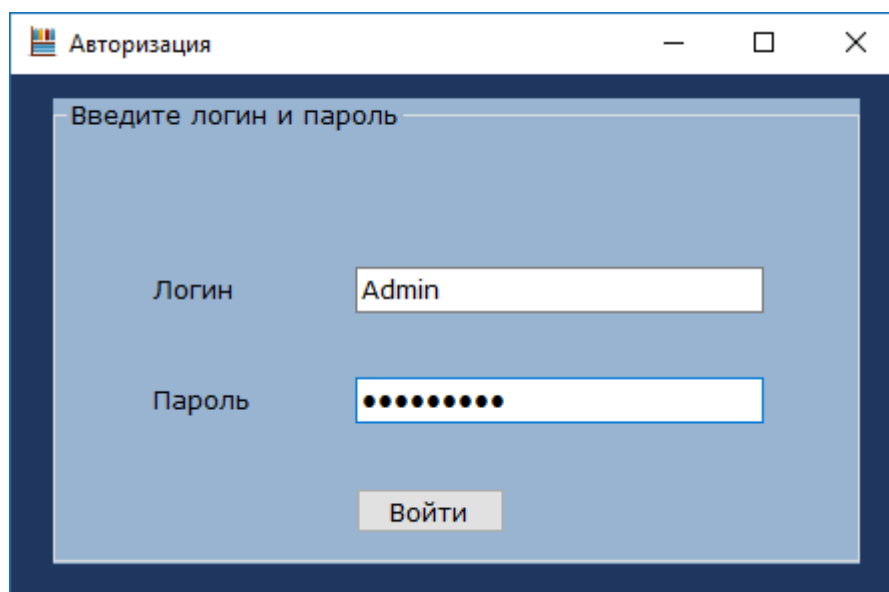 Авторизация
Введите логин и пароль
Логин
Admin
Пароль
●●●●●●●●●
Войти